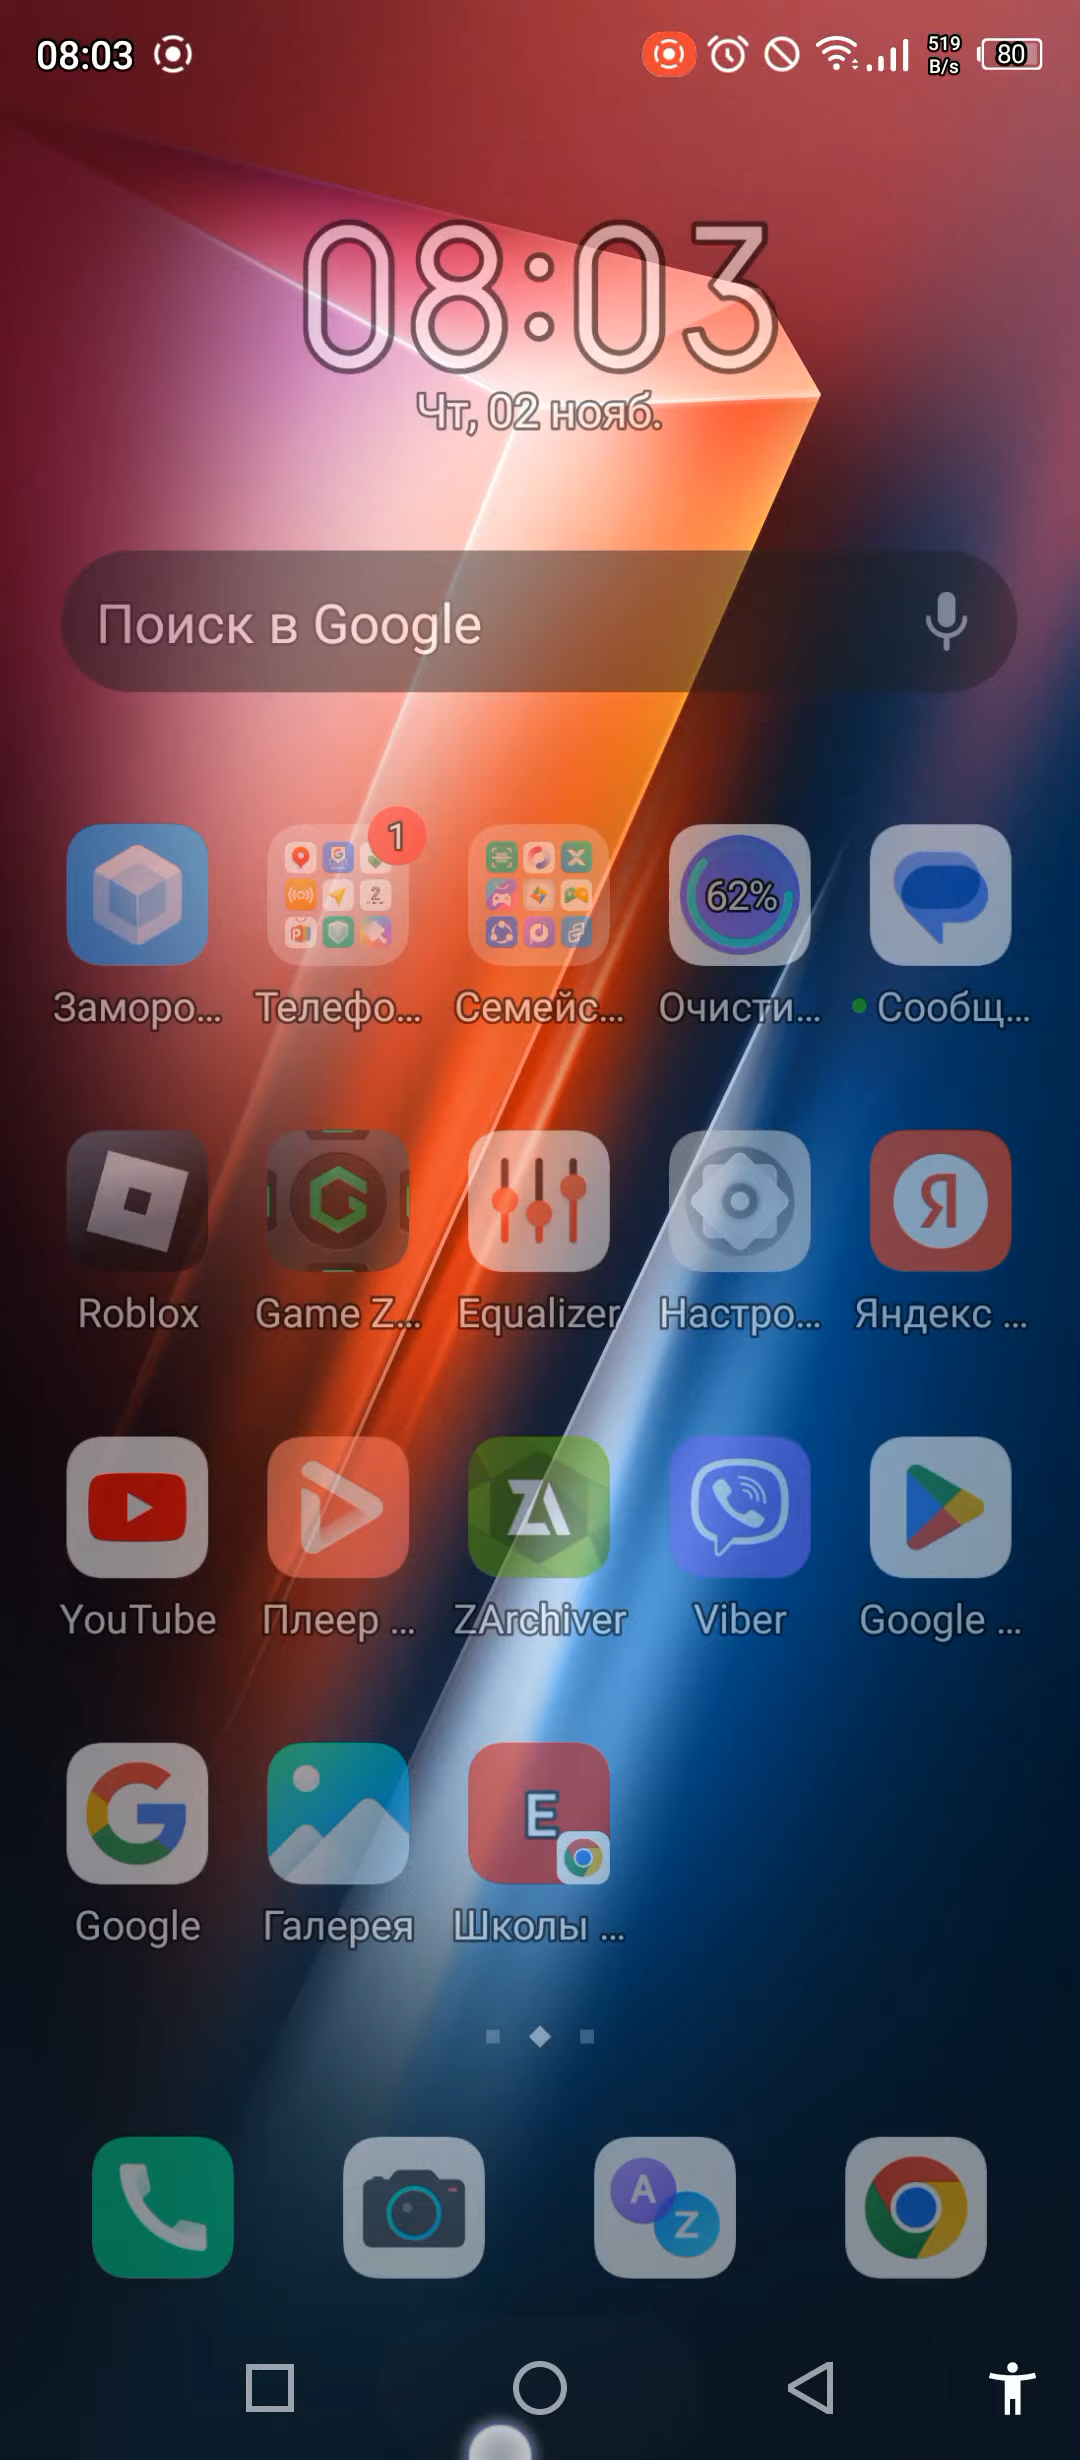 08:03
519
B/s
80
08:03
Чт, 02 нояб.
Поиск в Google
1
62%
Заморо...
Телефо...
Семейс...
Очисти...
Сообщ...
Roblox
Game Z...
Equalizer
Настро...
Я
Яндекс ...
ZA
YouTube
Плеер ...
ZArchiver
Viber
Google ...
G
E
Google
Галерея
Школы ...
A
Z